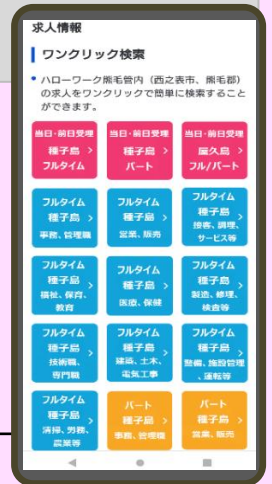 求人情報
ワンクリック検索
ハローワーク熊毛管内（西之表市、熊毛郡）
の求人をワンクリックで簡単に検索すること
ができます。
当日・前日受理
種子島
フルタイム
当日・前日受理
種子島
パート
当日・前日受理
屋久島
フル/パート
フルタイム
種子島
事務、管理職
フルタイム
種子島
営業、販売
フルタイム
種子島
接客、調理、
サービス等
フルタイム
種子島
福祉、保育、
教育
フルタイム
種子島
医療、保健
フルタイム
種子島
製造、修理、
検査等
フルタイム
種子島
技術職、
専門職
フルタイム
種子島
建築、土木、
電気工事
フルタイム
種子島
警備、施設管理
、運転等
フルタイム
種子島
清掃、労務、
農業等
パート
種子島
事務、管理職
パート
種子島
営業、販売